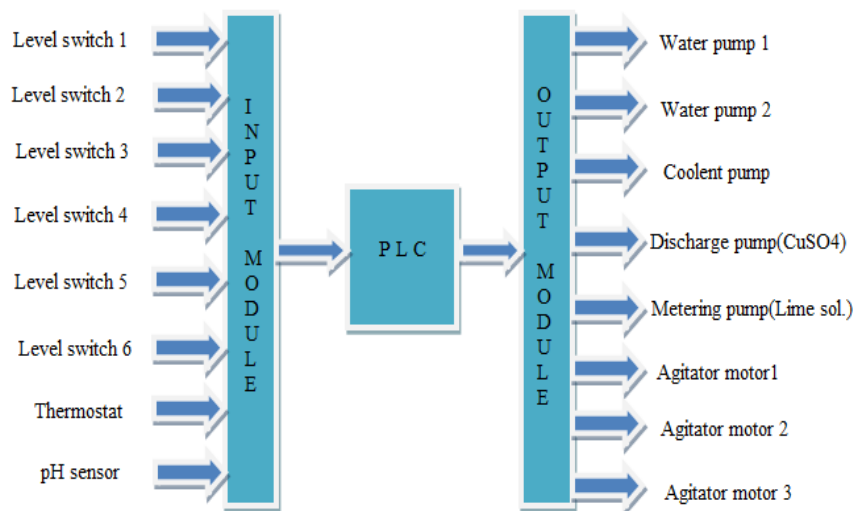 Level switch 1
Level switch 2
Level switch 3
Level switch 4
Level switch 5
Level switch 6
Thermostat
pH sensor
INPUT MODULE
PLC
OUTPUT MODULE
Water pump 1
Water pump 2
Coolent pump
Discharge pump(CuSO4)
Metering pump(Lime sol.)
Agitator motor1
Agitator motor 2
Agitator motor 3